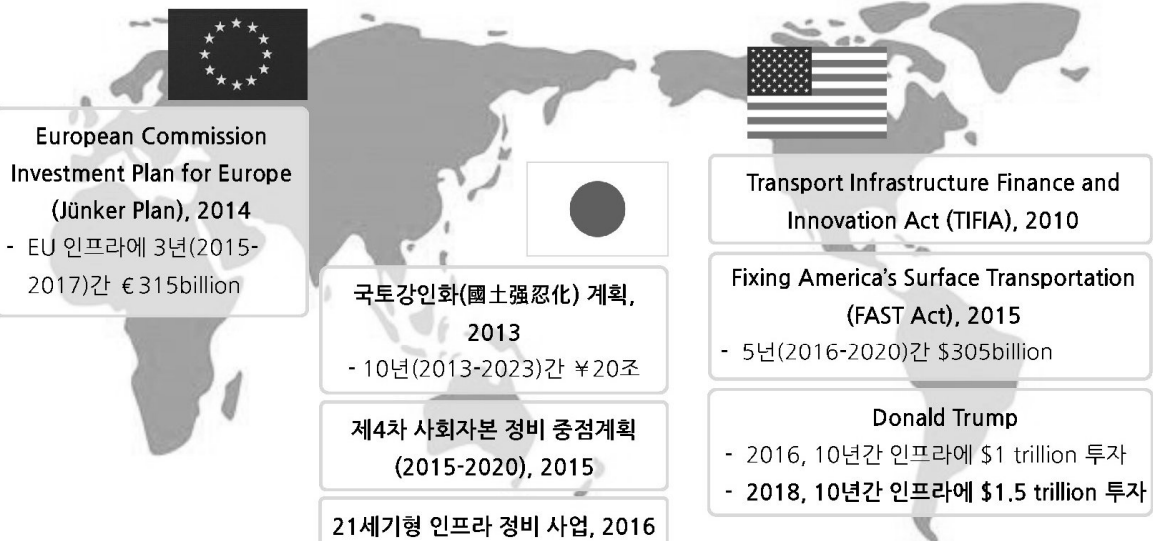 European Commission
Investment Plan for Europe
(Jünker Plan), 2014
- EU 인프라에 3년(2015-
2017)간 €315billion
국토강인화(國土强忍化) 계획,
2013
- 10년(2013-2023)간 ¥20조
제4차 사회자본 정비 중점계획
(2015-2020), 2015
21세기형 인프라 정비 사업, 2016
Transport Infrastructure Finance and
Innovation Act (TIFIA), 2010
Fixing America's Surface Transportation
(FAST Act), 2015
- 5년(2016-2020)간 $305billion
Donald Trump
- 2016, 10년간 인프라에 $1 trillion 투자
- 2018, 10년간 인프라에 $1.5 trillion 투자